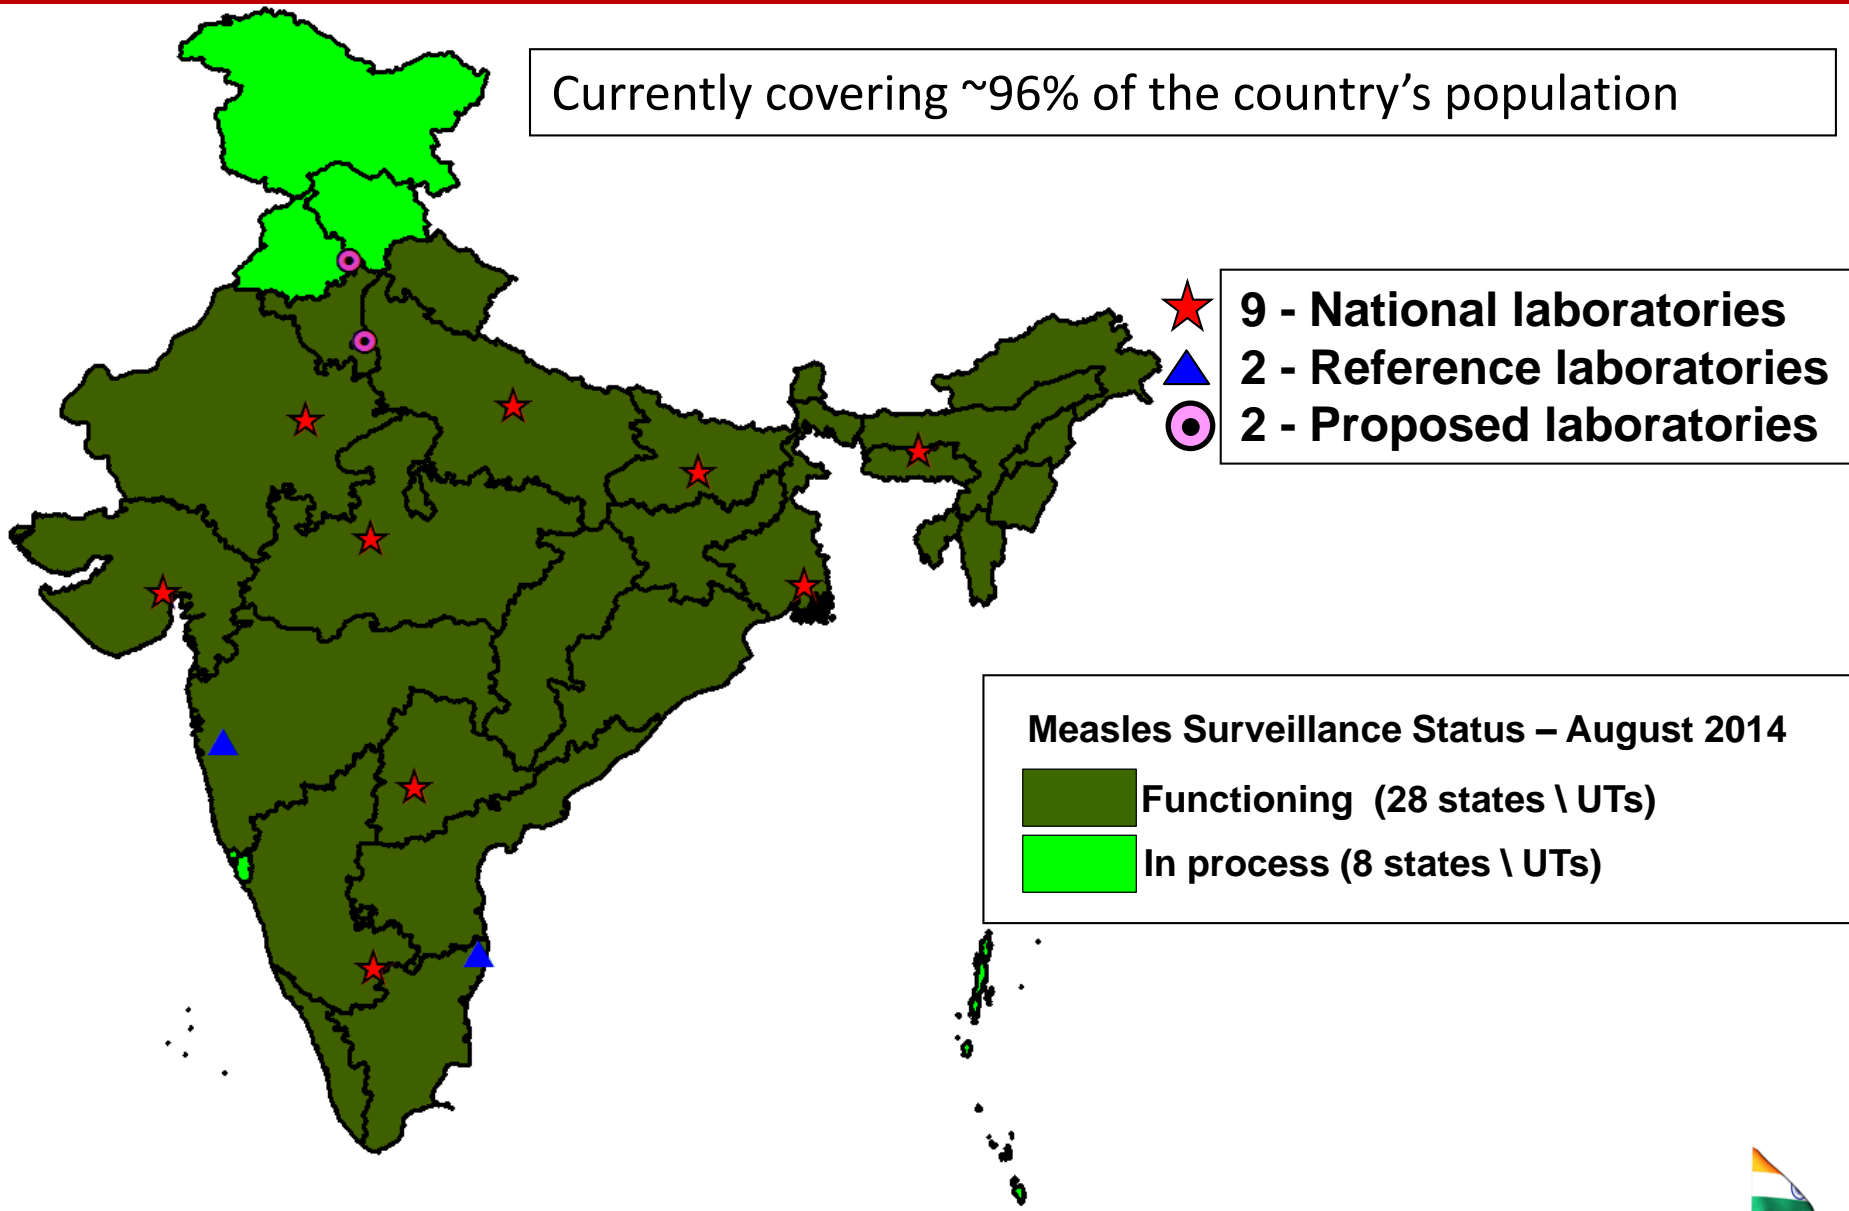 Currently covering ~96% of the country’s population
9 - National laboratories
2 - Reference laboratories
2 - Proposed laboratories
Measles Surveillance Status – August 2014
Functioning (28 states \ UTs)
In process (8 states \ UTs)